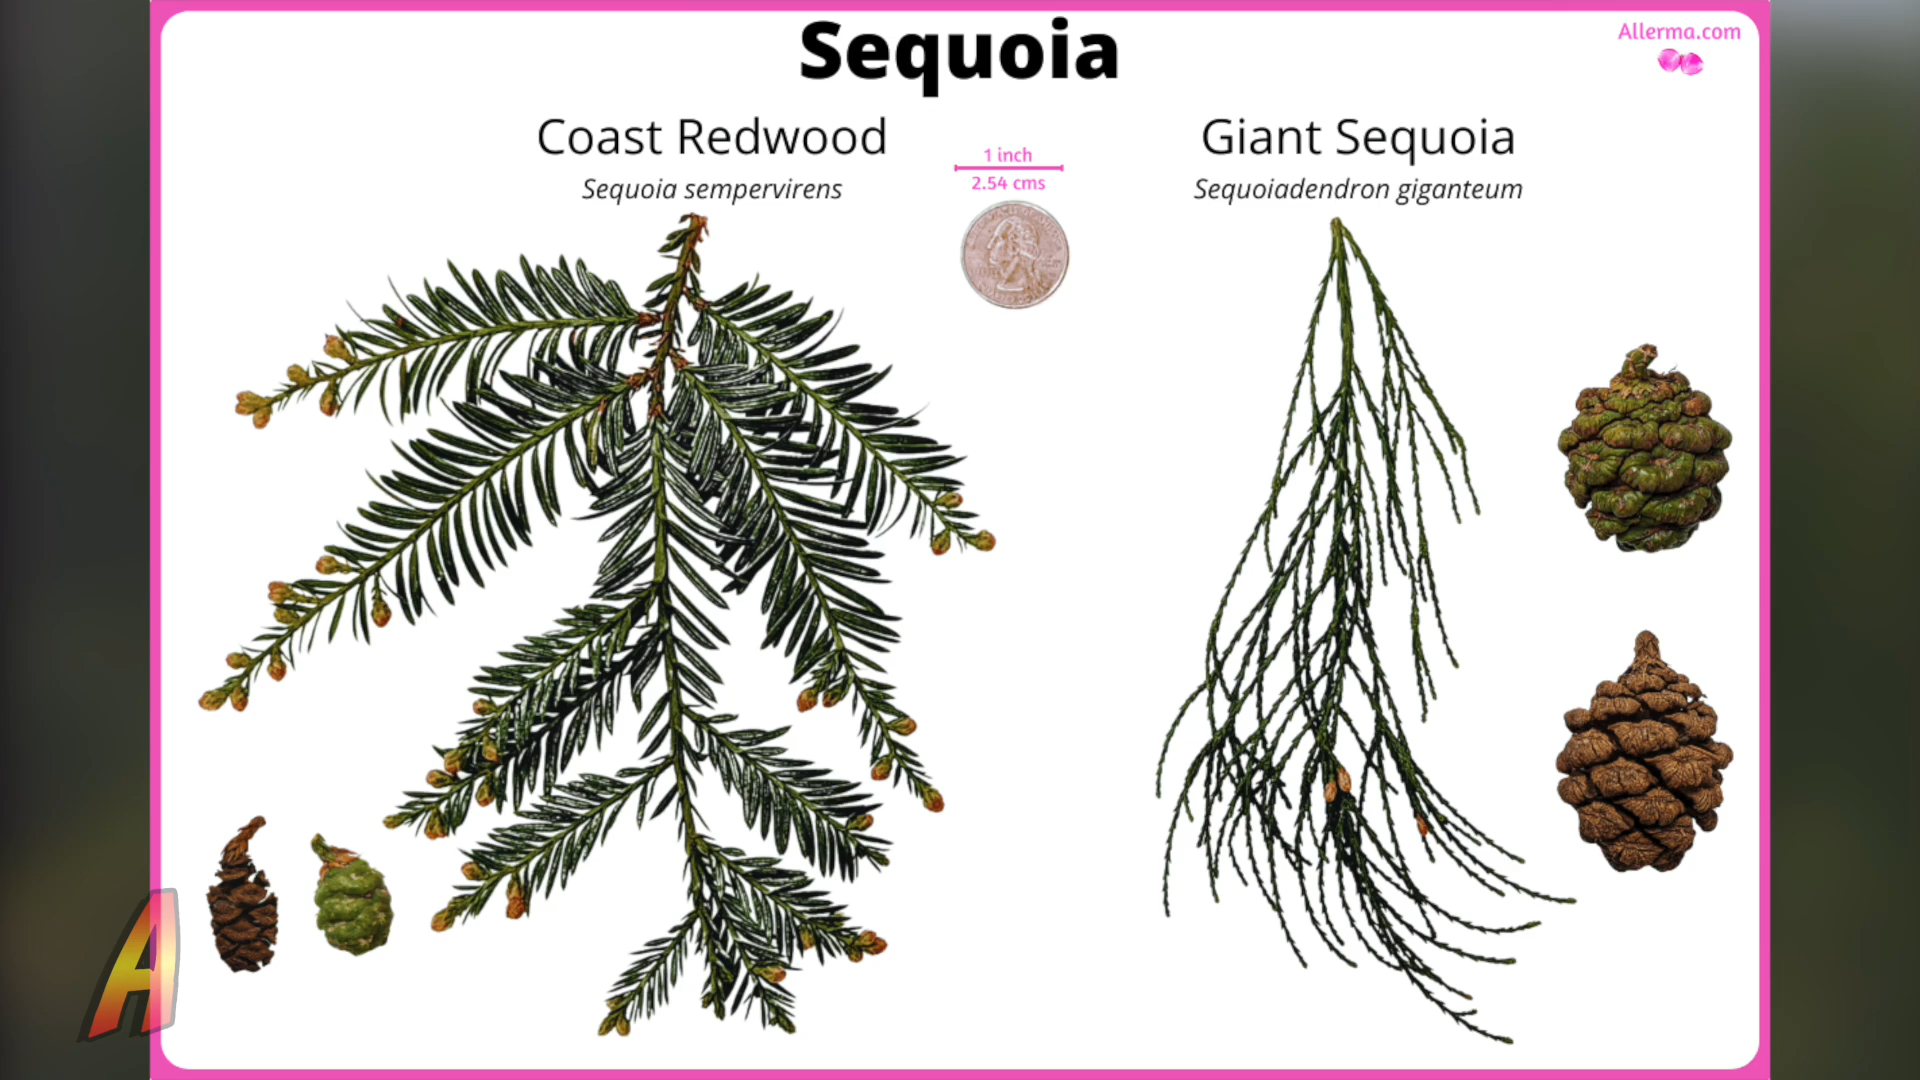 Sequoia
Allerma.com
Coast Redwood
Sequoia sempervirens
1 inch
2.54 cms
Giant Sequoia
Sequoiadendron giganteum
A